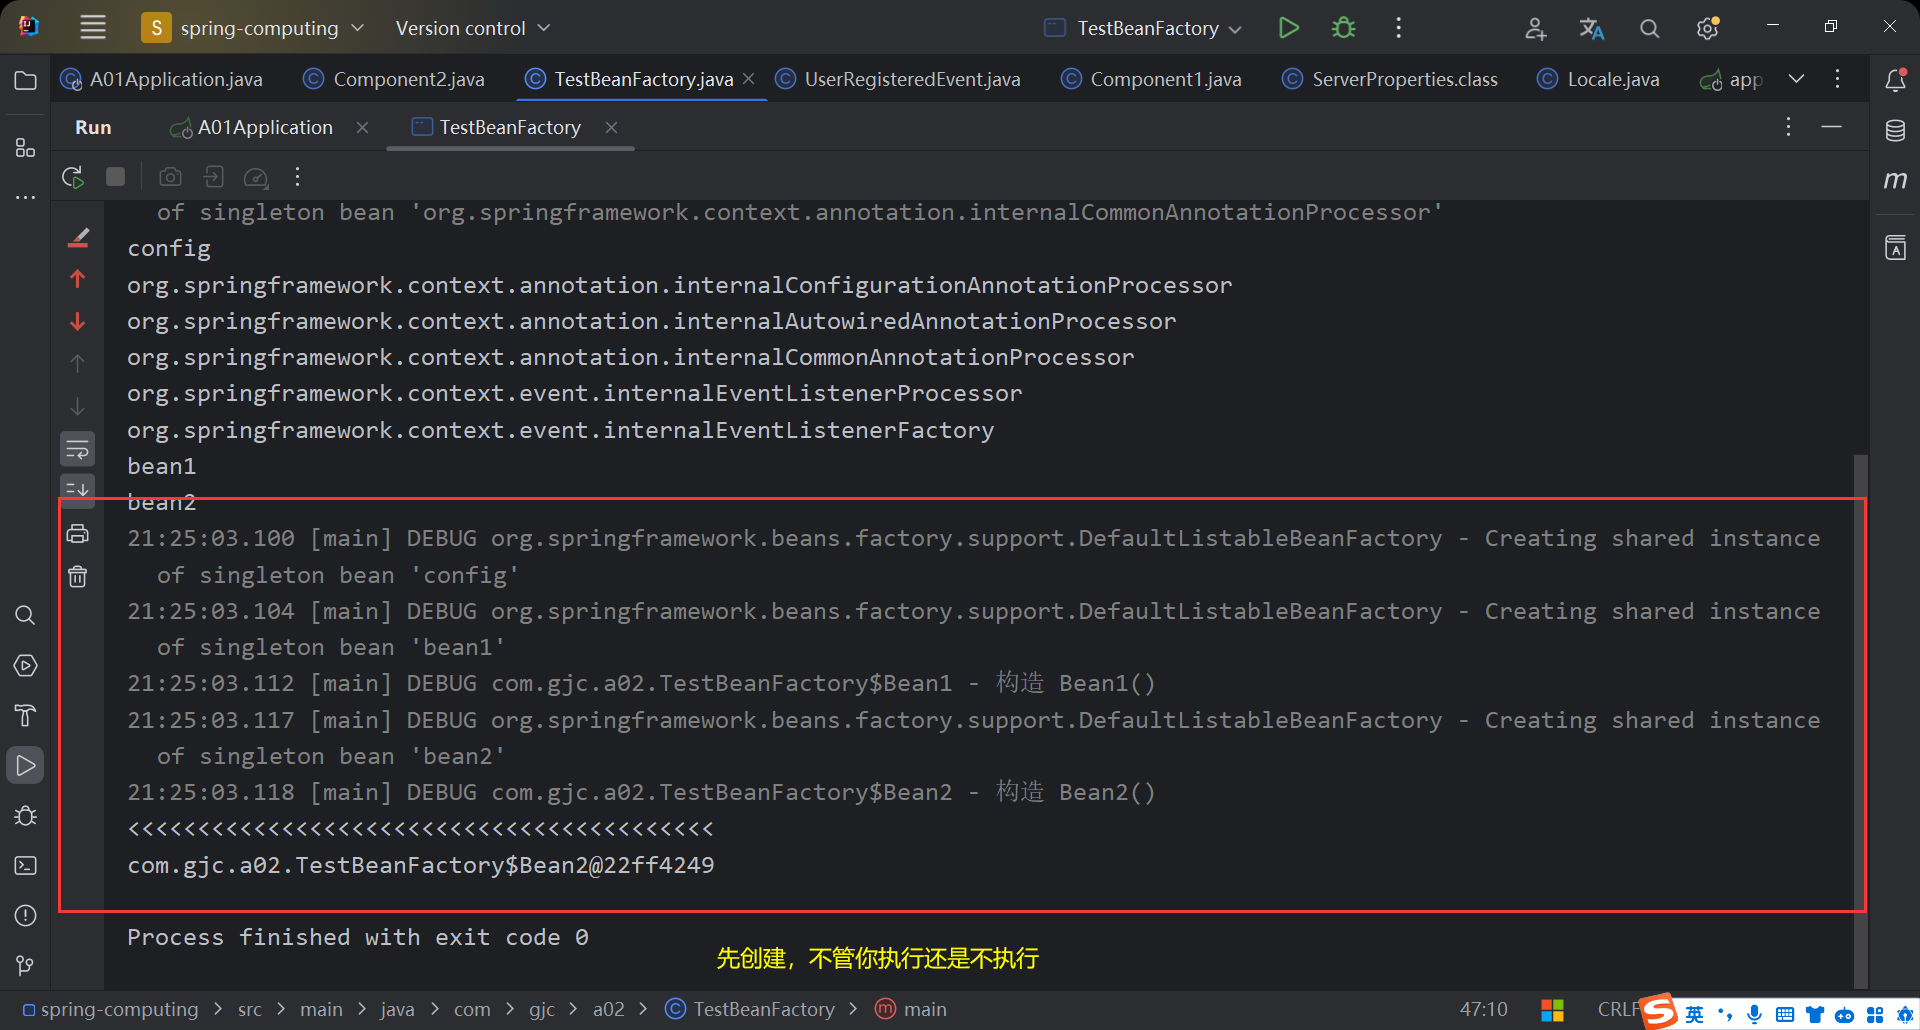 S spring-computing Version control TestBeanFactory
A01Application.java Component2.java TestBeanFactory.java UserRegisteredEvent.java Component1.java ServerProperties.class Locale.java app
Run A01Application TestBeanFactory
of singleton bean 'org.springframework.context.annotation.internalCommonAnnotationProcessor'
config
org.springframework.context.annotation.internalConfigurationAnnotationProcessor
org.springframework.context.annotation.internalAutowiredAnnotationProcessor
org.springframework.context.annotation.internalCommonAnnotationProcessor
org.springframework.context.event.internalEventListenerProcessor
org.springframework.context.event.internalEventListenerFactory
bean1
bean2
21:25:03.100 [main] DEBUG org.springframework.beans.factory.support.DefaultListableBeanFactory - Creating shared instance
of singleton bean 'config'
21:25:03.104 [main] DEBUG org.springframework.beans.factory.support.DefaultListableBeanFactory - Creating shared instance
of singleton bean 'bean1'
21:25:03.112 [main] DEBUG com.gjc.a02.TestBeanFactory$Bean1 - 构造 Bean1()
21:25:03.117 [main] DEBUG org.springframework.beans.factory.support.DefaultListableBeanFactory - Creating shared instance
of singleton bean 'bean2'
21:25:03.118 [main] DEBUG com.gjc.a02.TestBeanFactory$Bean2 - 构造 Bean2()
<<<<<<<<<<<<<<<<<<<<<<<<<<<<<<<<<<<<<<<<<<
com.gjc.a02.TestBeanFactory$Bean2@22ff4249
Process finished with exit code 0
先创建，不管你执行还是不执行
spring-computing > src > main > java > com > gjc > a02 > TestBeanFactory > main 47:10 CRLF 英